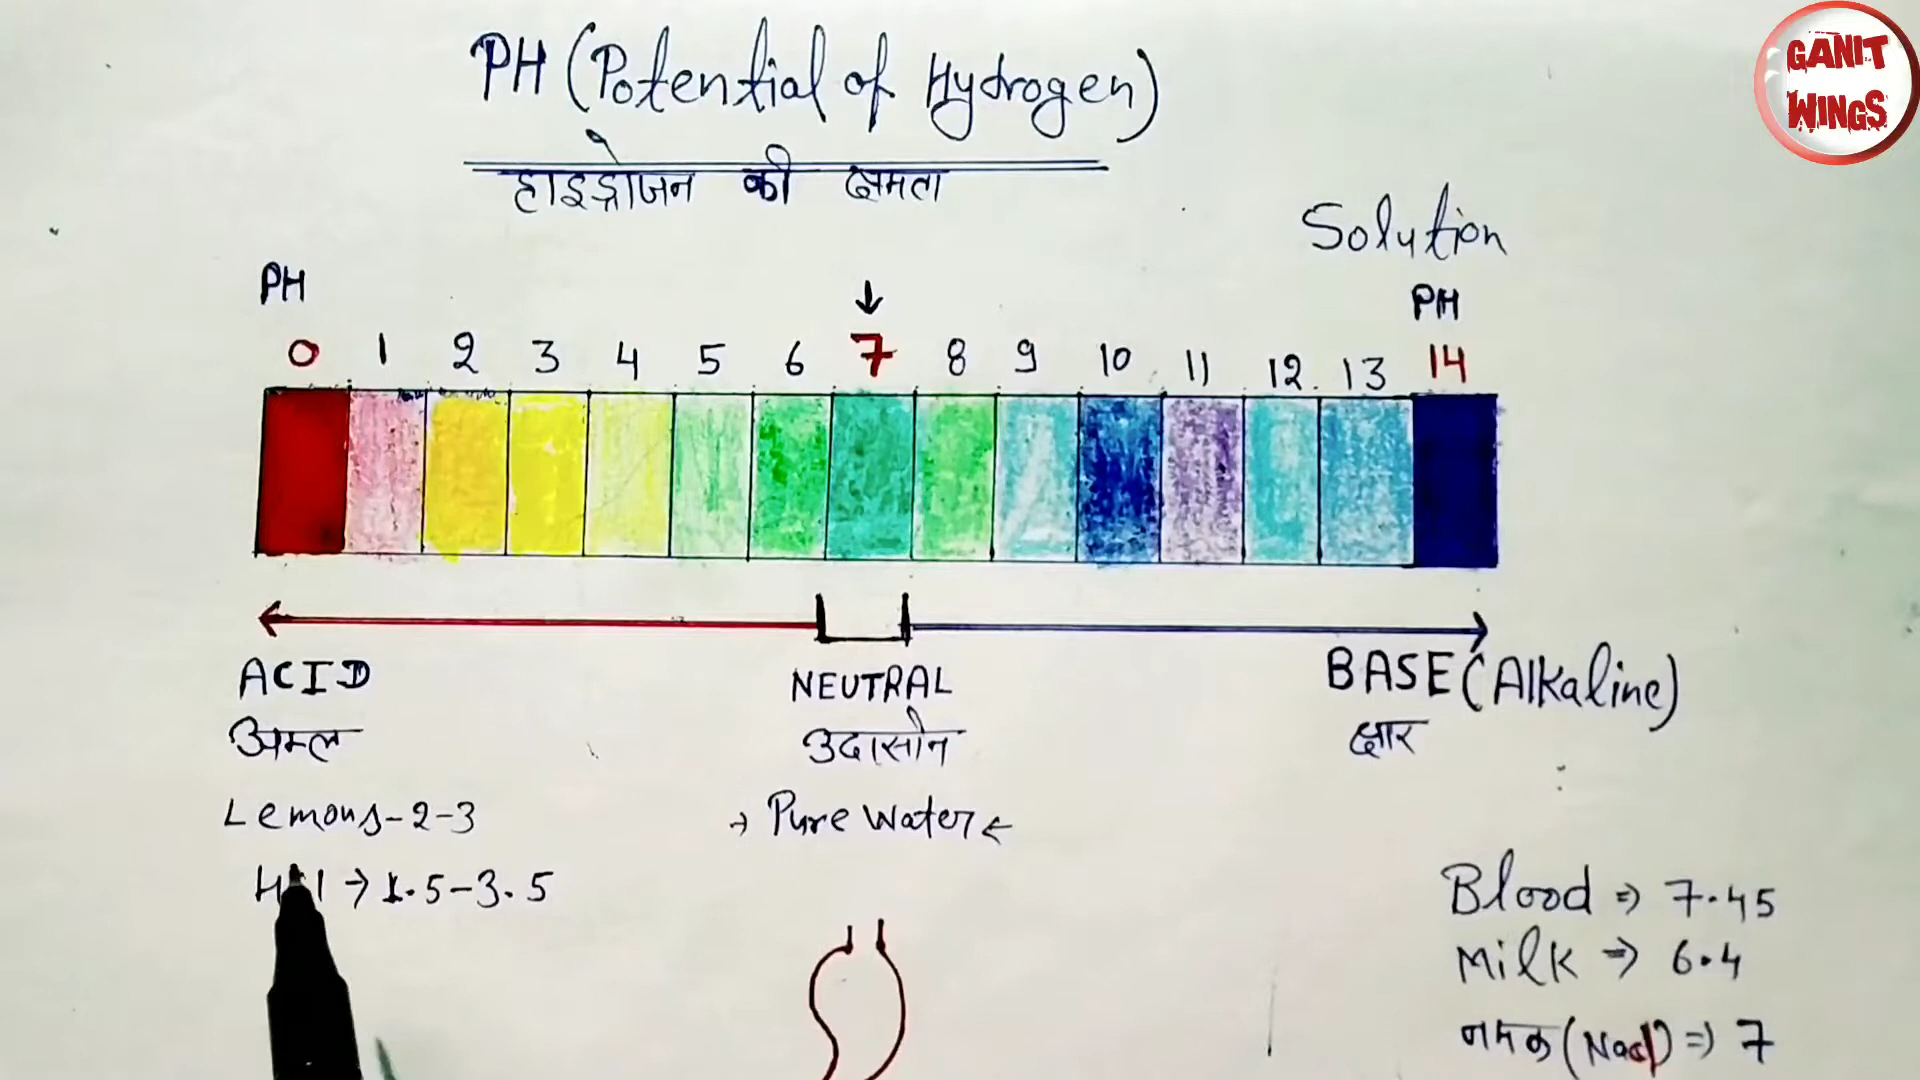 PH (Potential of Hydrogen)
हाइड्रोजन की क्षमता
GANIT
WINGS
Solution
PH
PH
0 1 2 3 4 5 6 7 8 9 10 11 12 13 14
ACID
अम्ल
Lemons-2-3
→ 1.5-3.5
NEUTRAL
उदासीन
→ Pure Water ←
BASE (Alkaline)
क्षार
Blood ⇒ 7.45
Milk ⇒ 6.4
नमक (Nacl) ⇒ 7